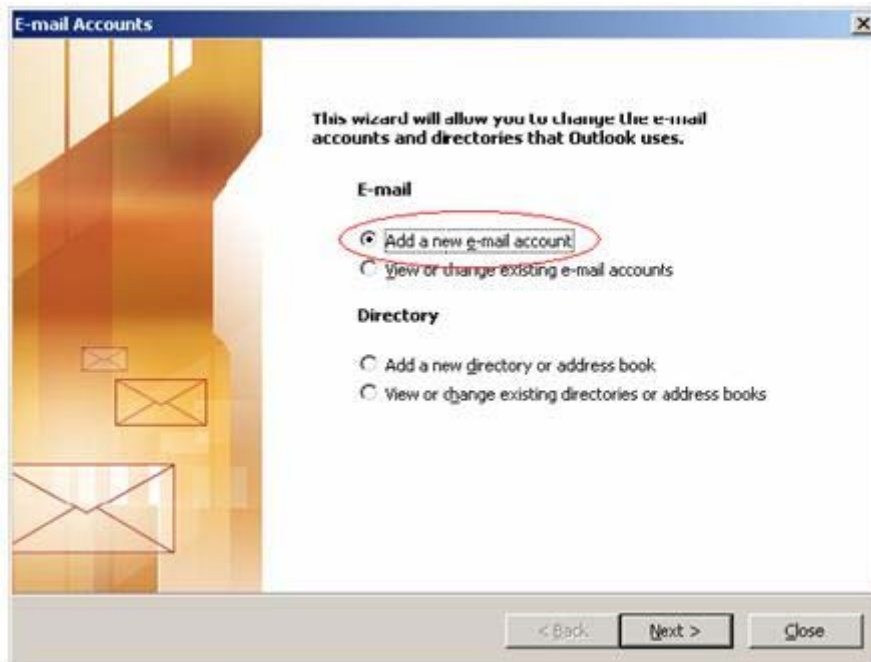 E-mail Accounts
This wizard will allow you to change the e-mail
accounts and directories that Outlook uses.
E-mail
Add a new e-mail account
View or change existing e-mail accounts
Directory
Add a new directory or address book
View or change existing directories or address books
< Back
Next >
Close